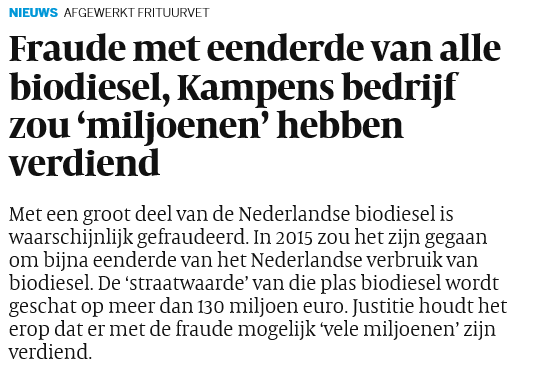 NIEUWS AFGEWERKT FRITUURVET
Fraude met eenderde van alle
biodiesel, Kampens bedrijf
zou ‘miljoenen’ hebben
verdiend
Met een groot deel van de Nederlandse biodiesel is
waarschijnlijk gefraudeerd. In 2015 zou het zijn gegaan
om bijna eenderde van het Nederlandse verbruik van
biodiesel. De ‘straatwaarde’ van die plas biodiesel wordt
geschat op meer dan 130 miljoen euro. Justitie houdt het
erop dat er met de fraude mogelijk ‘vele miljoenen’ zijn
verdiend.